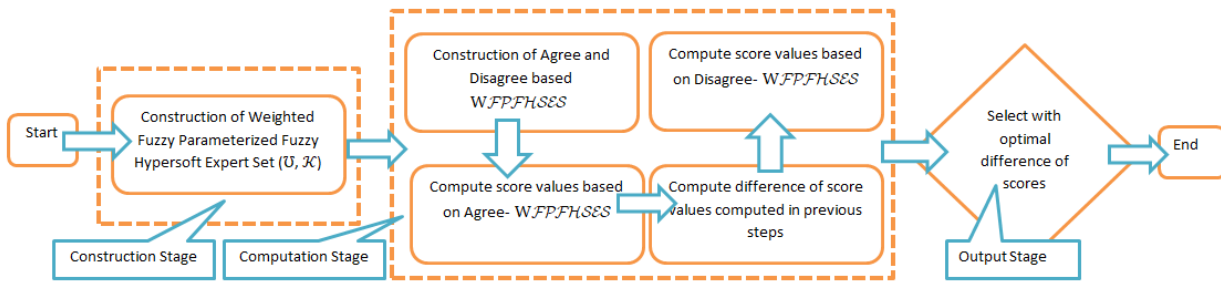 Start
Construction of Weighted
Fuzzy Parameterized Fuzzy
Hypersoft Expert Set (℧, 𝒦)
Construction Stage
Construction of Agree and
Disagree based
W𝓕𝓟𝓕𝓗𝓢𝓔𝓢
Compute score values based
on Agree- W𝓕𝓟𝓕𝓗𝓢𝓔𝓢
Computation Stage
Compute score values based
on Disagree- W𝓕𝓟𝓕𝓗𝓢𝓔𝓢
Compute difference of score
values computed in previous
steps
Select with
optimal
difference of
scores
Output Stage
End